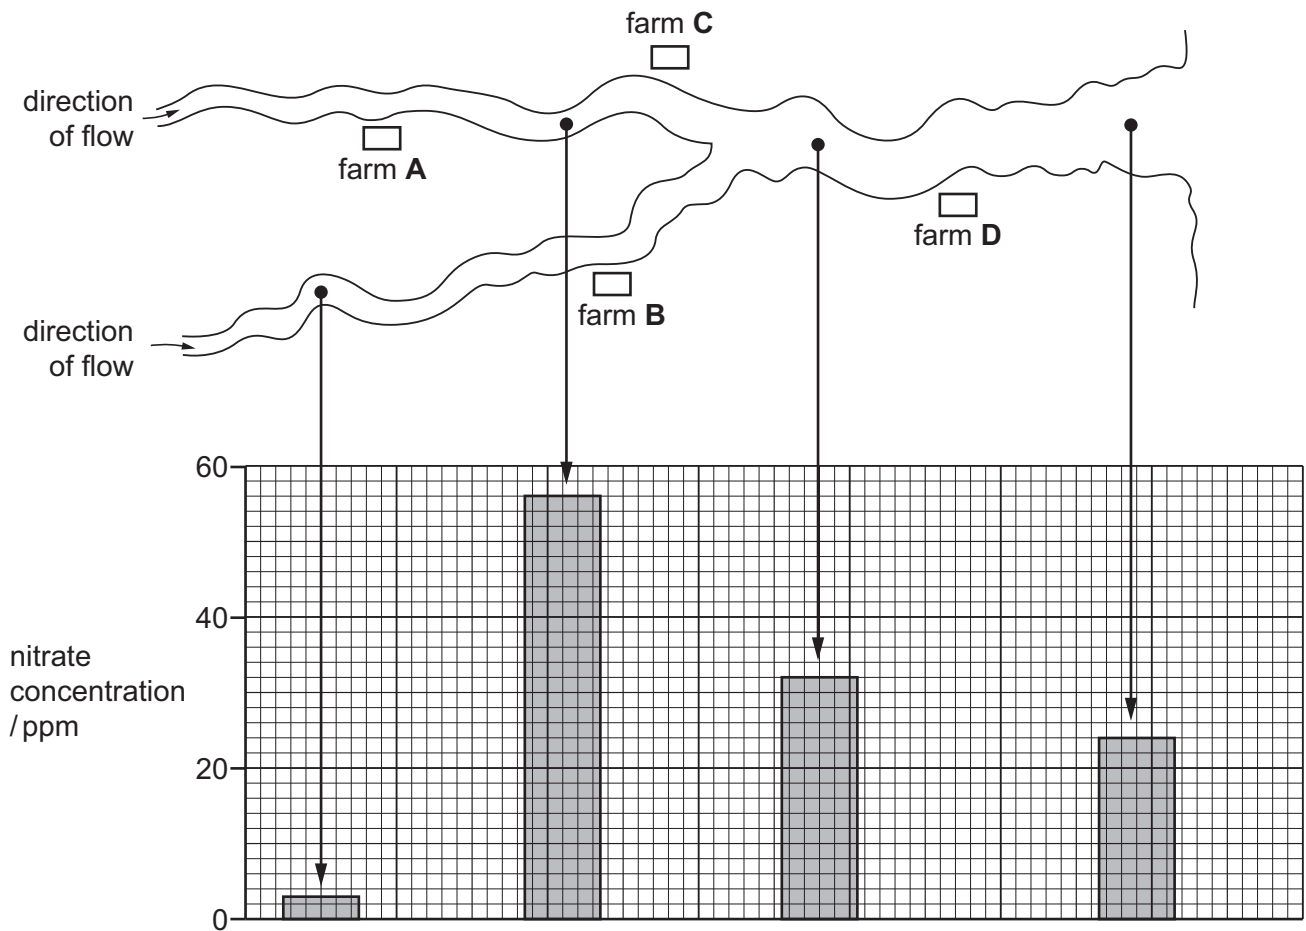 farm C
direction
of flow
farm A
farm D
farm B
direction
of flow
60
40
nitrate
concentration
/ ppm
20
0